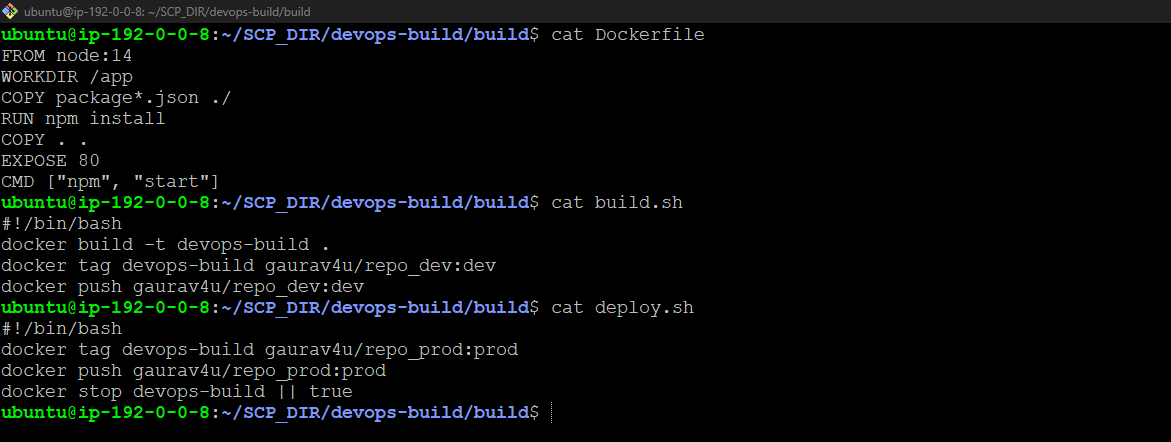 ubuntu@ip-192-0-0-8: ~/SCP_DIR/devops-build/build
ubuntu@ip-192-0-0-8:~/SCP_DIR/devops-build/build$ cat Dockerfile
FROM node:14
WORKDIR /app
COPY package*.json ./
RUN npm install
COPY . .
EXPOSE 80
CMD ["npm", "start"]
ubuntu@ip-192-0-0-8:~/SCP_DIR/devops-build/build$ cat build.sh
#!/bin/bash
docker build -t devops-build .
docker tag devops-build gaurav4u/repo_dev:dev
docker push gaurav4u/repo_dev:dev
ubuntu@ip-192-0-0-8:~/SCP_DIR/devops-build/build$ cat deploy.sh
#!/bin/bash
docker tag devops-build gaurav4u/repo_prod:prod
docker push gaurav4u/repo_prod:prod
docker stop devops-build || true
ubuntu@ip-192-0-0-8:~/SCP_DIR/devops-build/build$